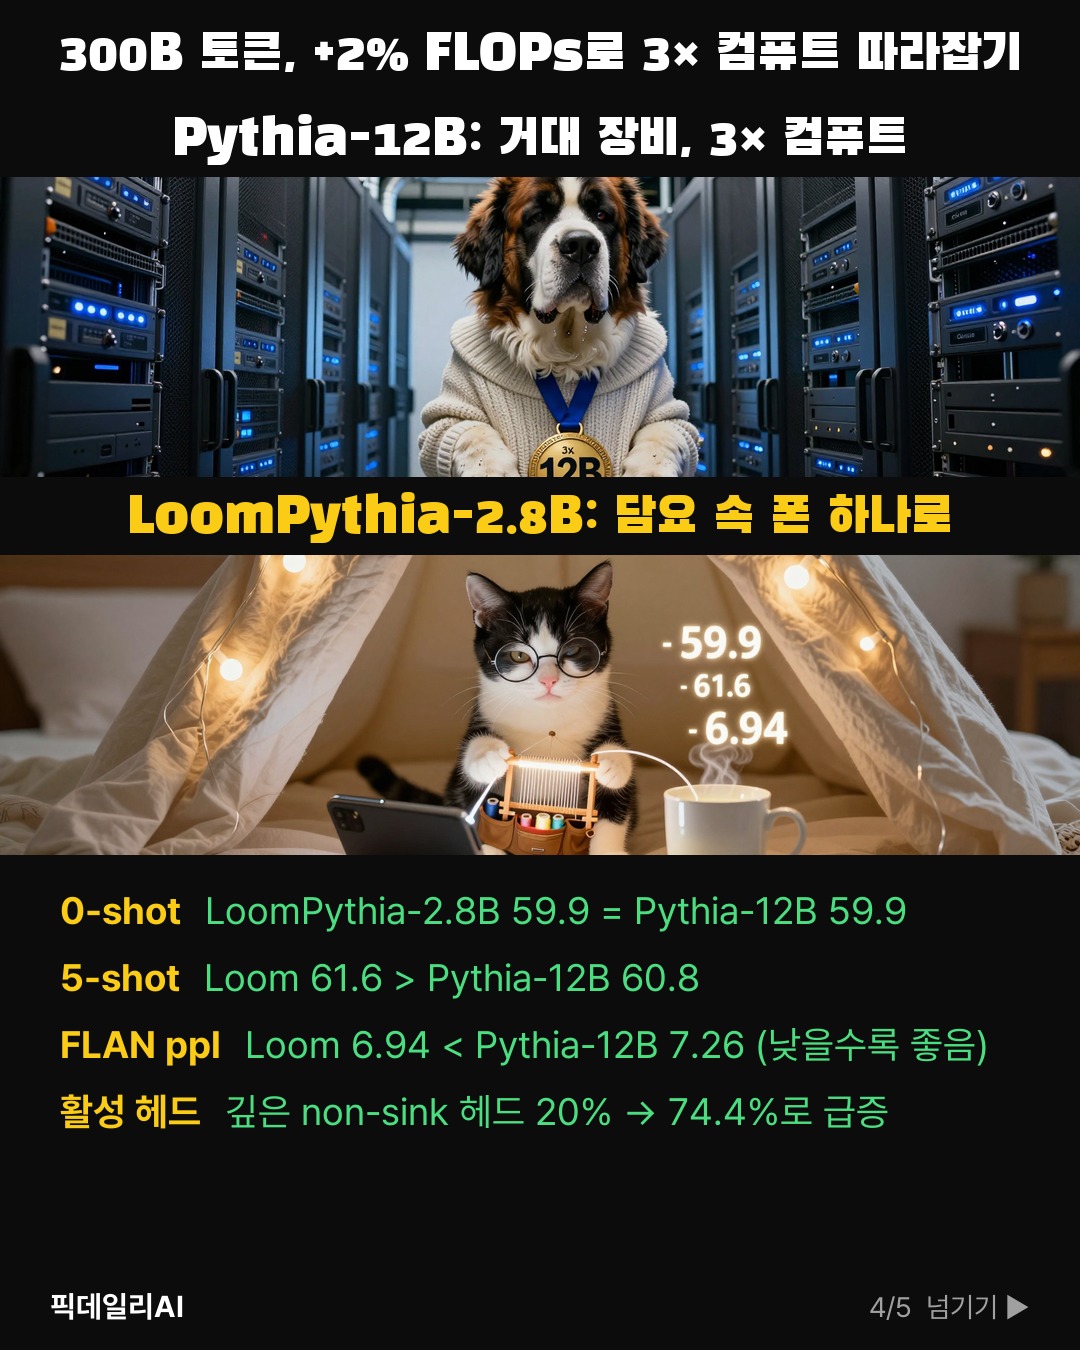 300B 토큰, +2% FLOPs로 3× 컴퓨트 따라잡기
Pythia-12B: 거대 장비, 3× 컴퓨트
3x
12B
LoomPythia-2.8B: 담요 속 폰 하나로
- 59.9
- 61.6
- 6.94
0-shot LoomPythia-2.8B 59.9 = Pythia-12B 59.9
5-shot Loom 61.6 > Pythia-12B 60.8
FLAN ppl Loom 6.94 < Pythia-12B 7.26 (낮을수록 좋음)
활성 헤드 깊은 non-sink 헤드 20% → 74.4%로 급증
픽데일리AI
4/5 넘기기 ▶